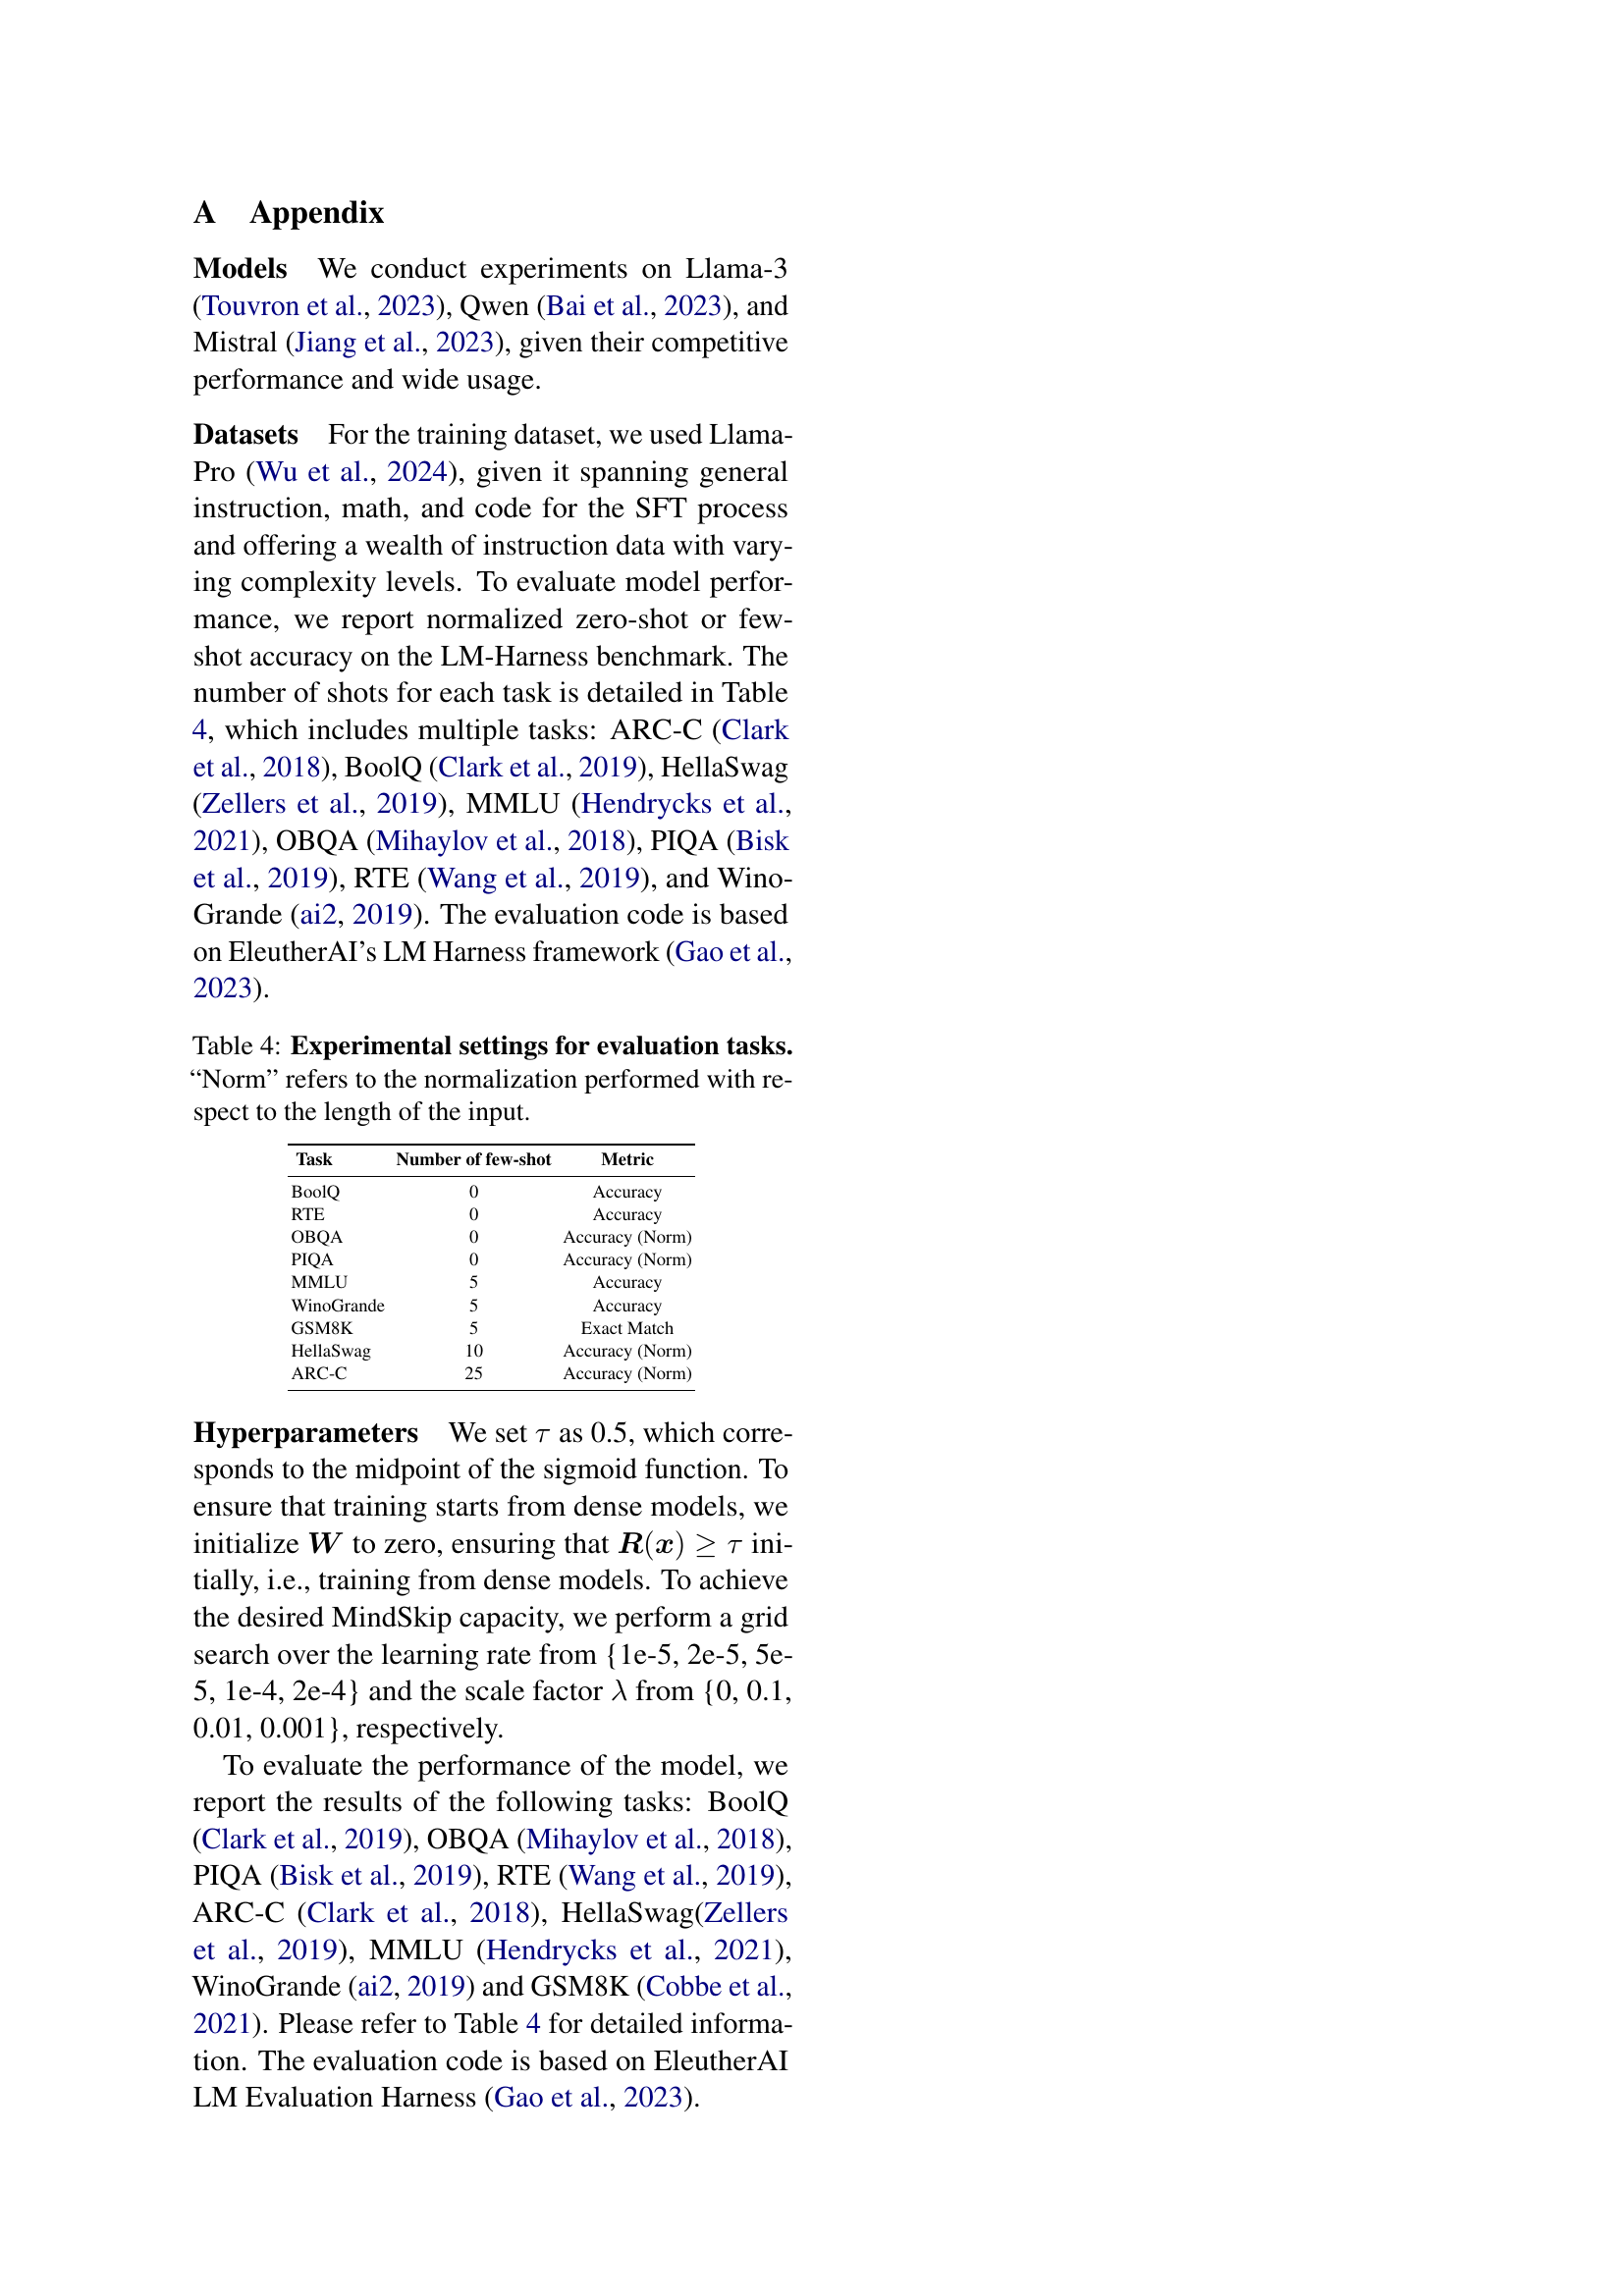 A Appendix
Models We conduct experiments on Llama-3
(Touvron et al., 2023), Qwen (Bai et al., 2023), and
Mistral (Jiang et al., 2023), given their competitive
performance and wide usage.
Datasets For the training dataset, we used Llama-
Pro (Wu et al., 2024), given it spanning general
instruction, math, and code for the SFT process
and offering a wealth of instruction data with vary-
ing complexity levels. To evaluate model perfor-
mance, we report normalized zero-shot or few-
shot accuracy on the LM-Harness benchmark. The
number of shots for each task is detailed in Table
4, which includes multiple tasks: ARC-C (Clark
et al., 2018), BoolQ (Clark et al., 2019), HellaSwag
(Zellers et al., 2019), MMLU (Hendrycks et al.,
2021), OBQA (Mihaylov et al., 2018), PIQA (Bisk
et al., 2019), RTE (Wang et al., 2019), and Wino-
Grande (ai2, 2019). The evaluation code is based
on EleutherAI's LM Harness framework (Gao et al.,
2023).
Table 4: Experimental settings for evaluation tasks.
“Norm” refers to the normalization performed with re-
spect to the length of the input.
Task Number of few-shot Metric
BoolQ 0 Accuracy
RTE 0 Accuracy
OBQA 0 Accuracy (Norm)
PIQA 0 Accuracy (Norm)
MMLU 5 Accuracy
WinoGrande 5 Accuracy
GSM8K 5 Exact Match
HellaSwag 10 Accuracy (Norm)
ARC-C 25 Accuracy (Norm)
Hyperparameters We set τ as 0.5, which corre-
sponds to the midpoint of the sigmoid function. To
ensure that training starts from dense models, we
initialize W to zero, ensuring that R(x) ≥ τ ini-
tially, i.e., training from dense models. To achieve
the desired MindSkip capacity, we perform a grid
search over the learning rate from {1e-5, 2e-5, 5e-
5, 1e-4, 2e-4} and the scale factor λ from {0, 0.1,
0.01, 0.001}, respectively.
To evaluate the performance of the model, we
report the results of the following tasks: BoolQ
(Clark et al., 2019), OBQA (Mihaylov et al., 2018),
PIQA (Bisk et al., 2019), RTE (Wang et al., 2019),
ARC-C (Clark et al., 2018), HellaSwag(Zellers
et al., 2019), MMLU (Hendrycks et al., 2021),
WinoGrande (ai2, 2019) and GSM8K (Cobbe et al.,
2021). Please refer to Table 4 for detailed informa-
tion. The evaluation code is based on EleutherAI
LM Evaluation Harness (Gao et al., 2023).